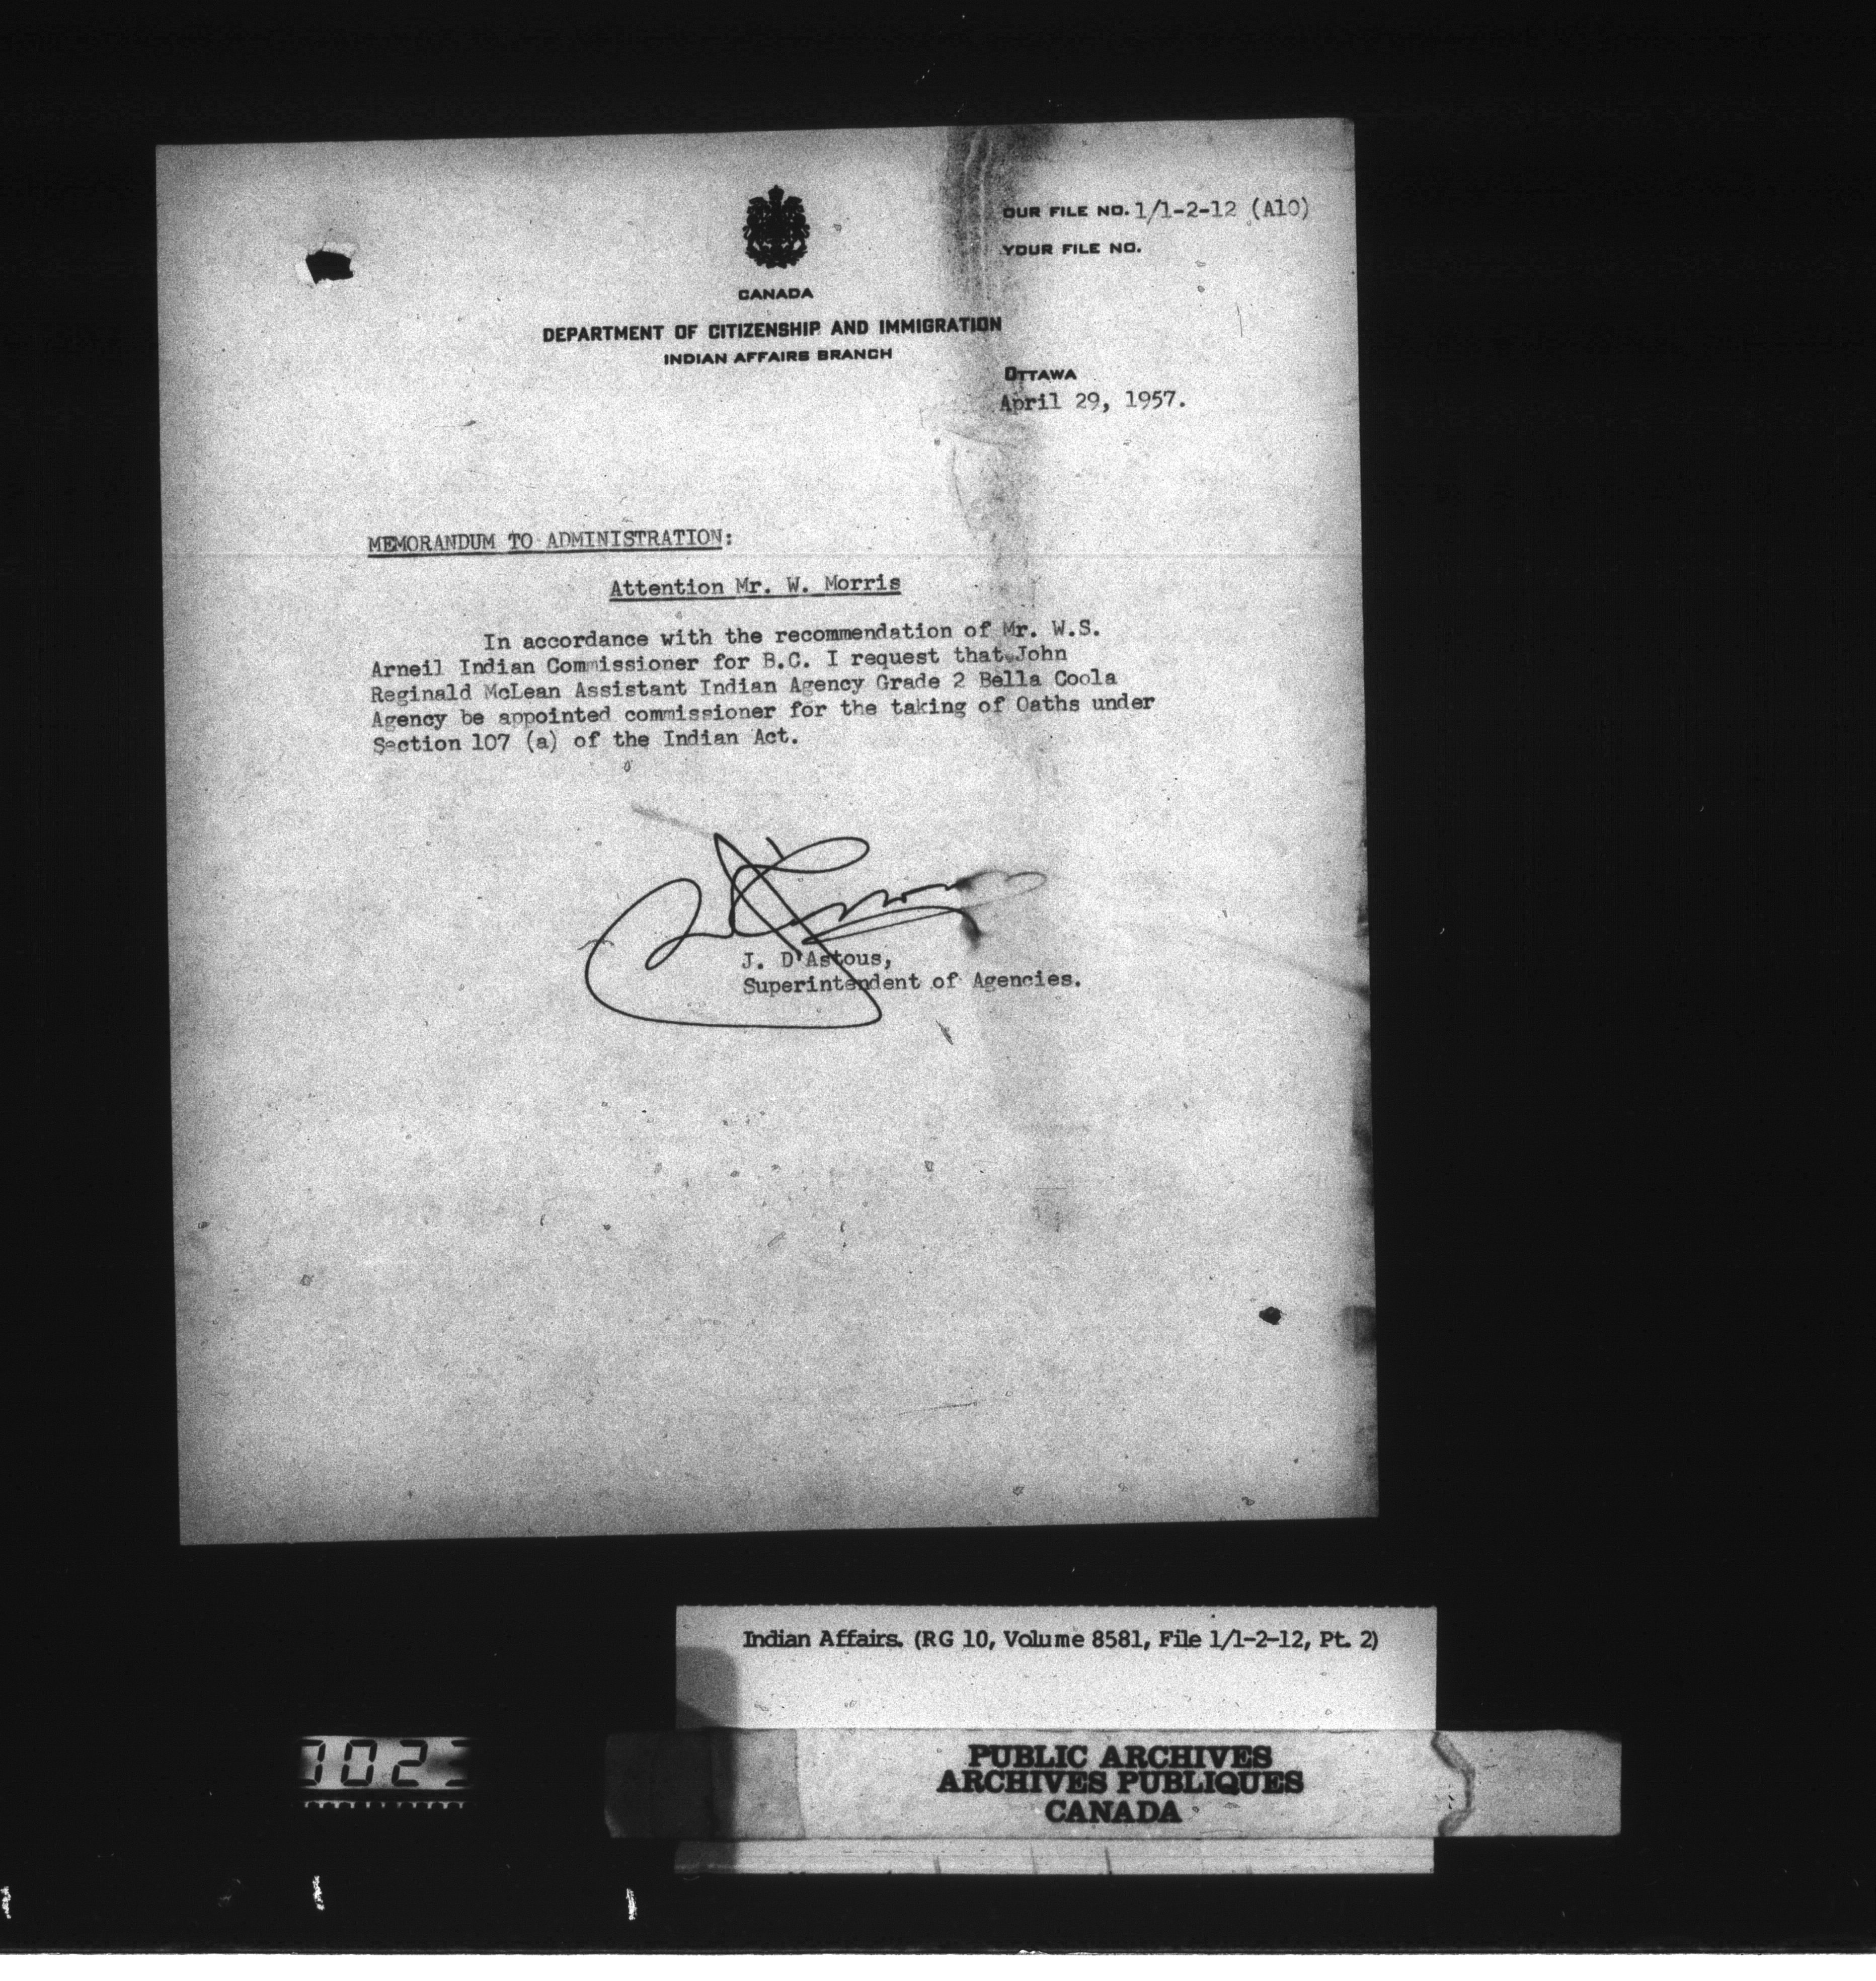 OUR FILE NO. 1/1-2-12 (A10)
YOUR FILE NO.
CANADA
DEPARTMENT OF CITIZENSHIP AND IMMIGRATION
INDIAN AFFAIRS BRANCH
OTTAWA
April 29, 1957.
MEMORANDUM TO ADMINISTRATION:
Attention Mr. W. Morris
In accordance with the recommendation of Mr. W.S.
Arneil Indian Commissioner for B.C. I request that John
Reginald McLean Assistant Indian Agency Grade 2 Bella Coola
Agency be appointed commissioner for the taking of Oaths under
Section 107 (a) of the Indian Act.
J. D'Astous,
Superintendent of Agencies.
Indian Affairs. (RG 10, Volume 8581, File 1/1-2-12, Pt. 2)
PUBLIC ARCHIVES
ARCHIVES PUBLIQUES
CANADA